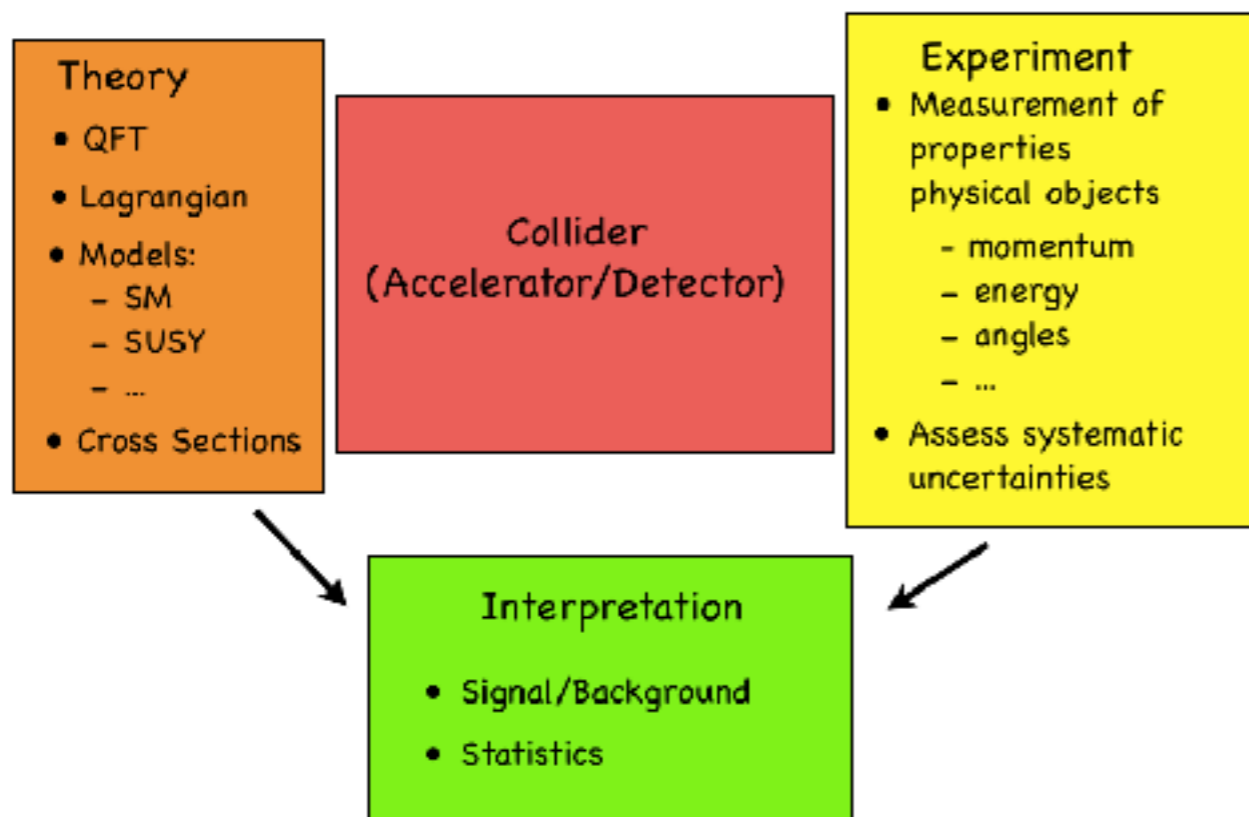 Theory
• QFT
• Lagrangian
• Models:
– SM
– SUSY
– ...
• Cross Sections
Collider
(Accelerator/Detector)
Experiment
• Measurement of
properties
physical objects
- momentum
– energy
– angles
– ...
• Assess systematic
uncertainties
Interpretation
• Signal/Background
• Statistics